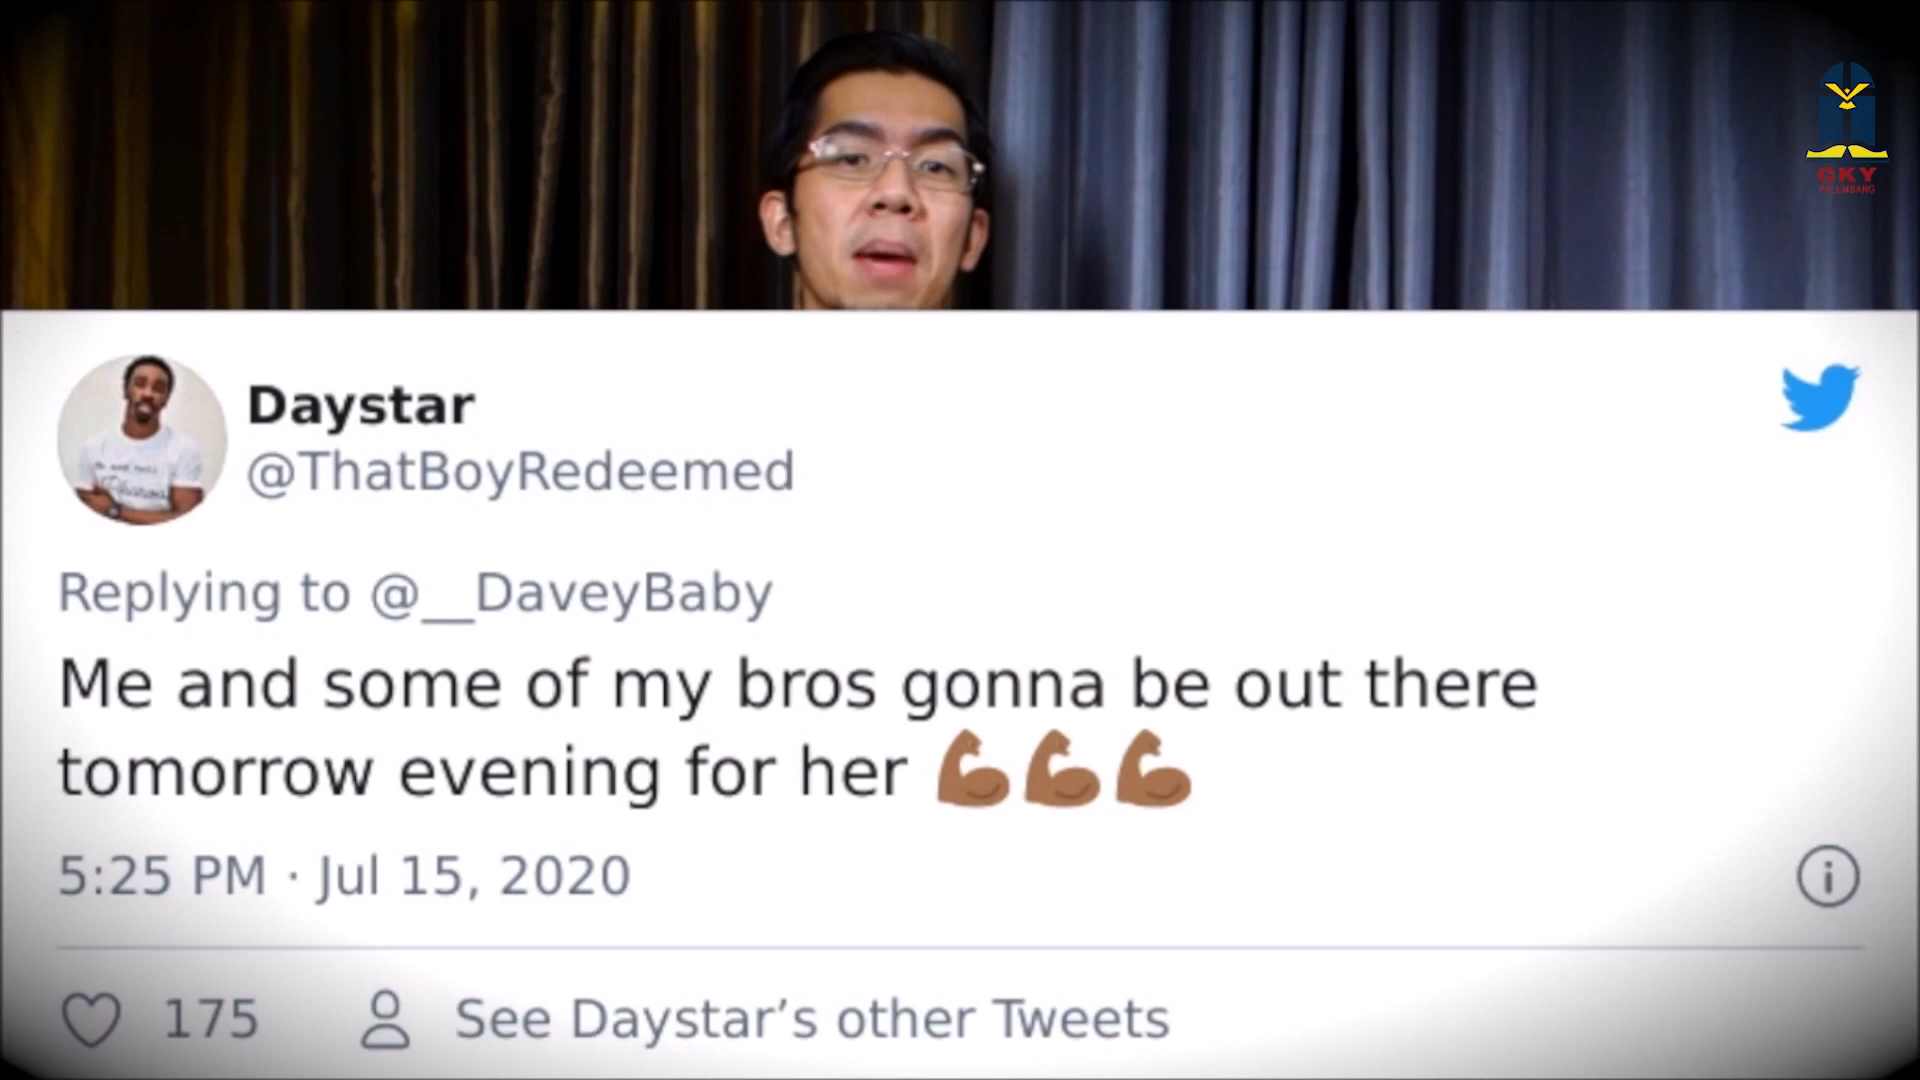 GKY
PALEMBANG
Daystar
@ThatBoyRedeemed
Replying to @__DaveyBaby
Me and some of my bros gonna be out there
tomorrow evening for her 💪🏾💪🏾💪🏾
5:25 PM · Jul 15, 2020
175
See Daystar’s other Tweets